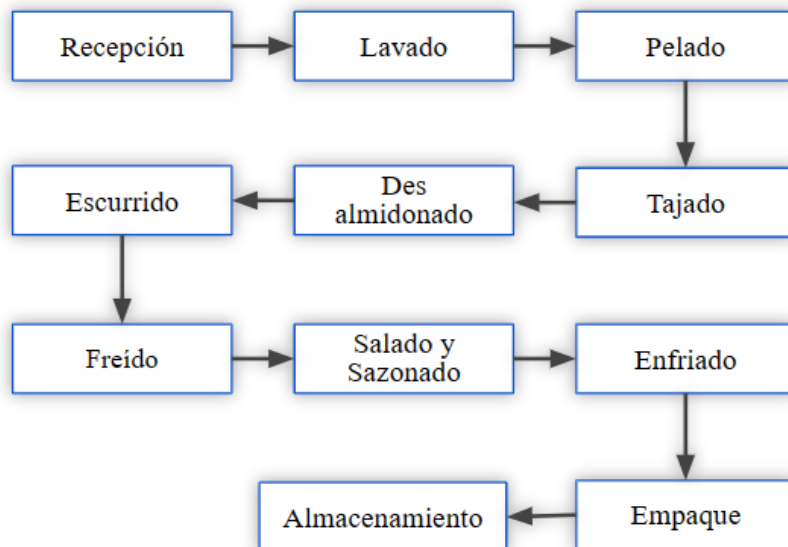 Recepción
Lavado
Pelado
Tajado
Des
almidonado
Escurrido
Freído
Salado y
Sazonado
Enfriado
Empaque
Almacenamiento